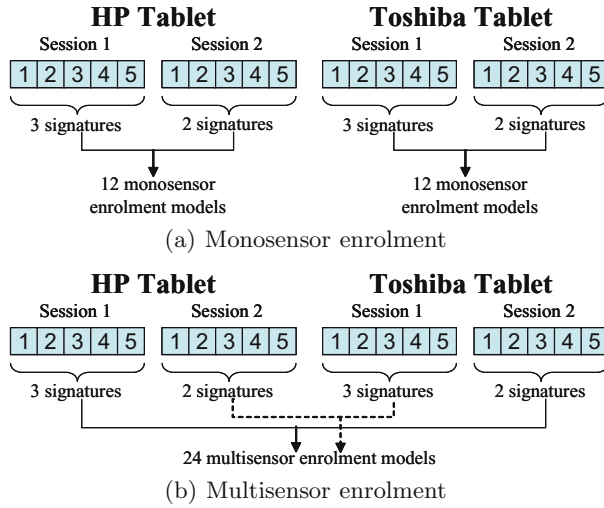 HP Tablet Toshiba Tablet
Session 1 Session 2 Session 1 Session 2
1 2 3 4 5 1 2 3 4 5 1 2 3 4 5 1 2 3 4 5
3 signatures 2 signatures 3 signatures 2 signatures
12 monosensor 12 monosensor
enrolment models enrolment models
(a) Monosensor enrolment
HP Tablet Toshiba Tablet
Session 1 Session 2 Session 1 Session 2
1 2 3 4 5 1 2 3 4 5 1 2 3 4 5 1 2 3 4 5
3 signatures 2 signatures 3 signatures 2 signatures
24 multisensor enrolment models
(b) Multisensor enrolment